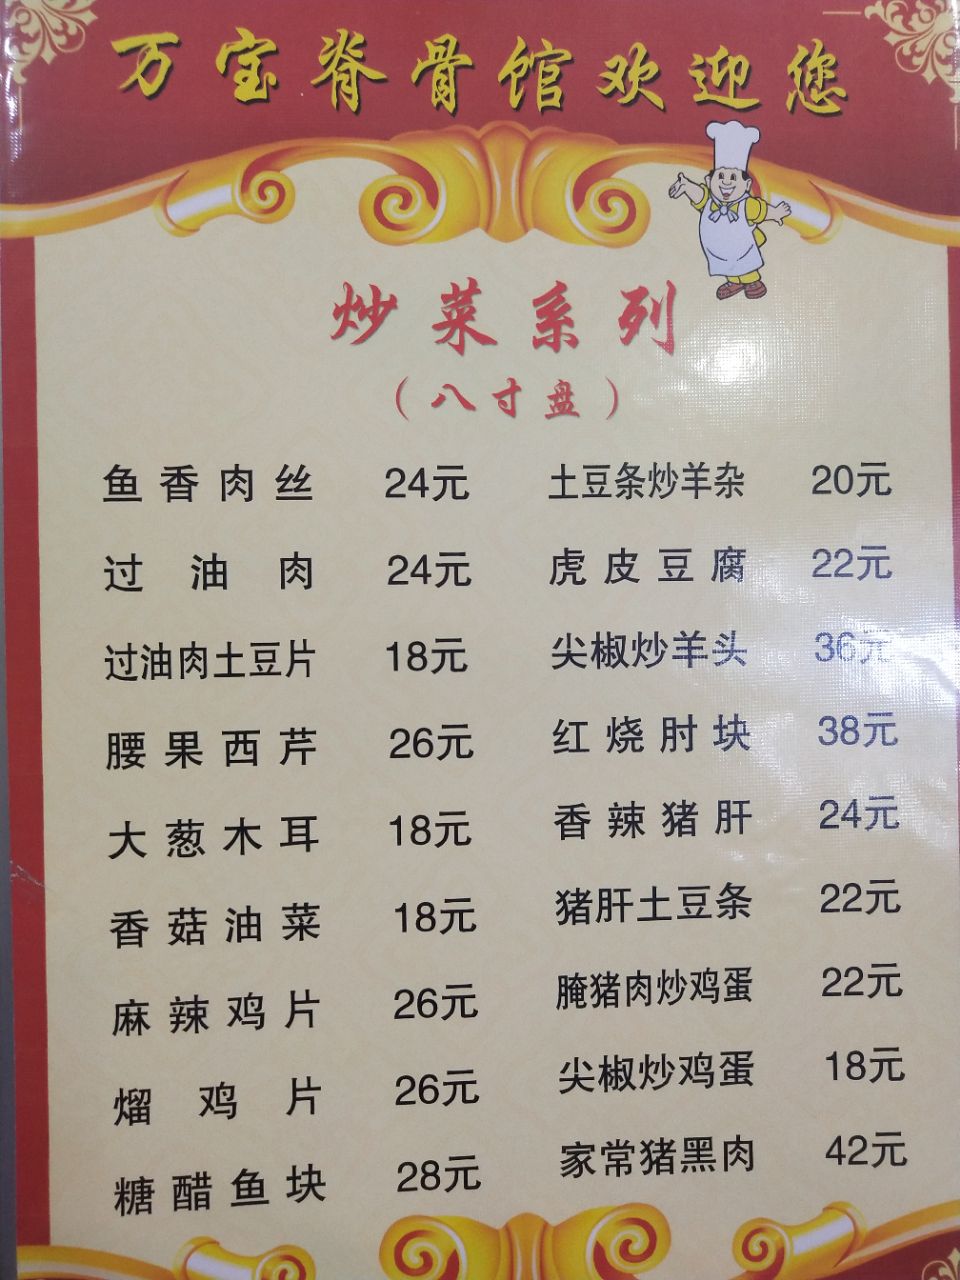 万宝脊骨馆欢迎您
炒菜系列
（八寸盘）
鱼香肉丝 24元 土豆条炒羊杂 20元
过油肉 24元 虎皮豆腐 22元
过油肉土豆片 18元 尖椒炒羊头 36元
腰果西芹 26元 红烧肘块 38元
大葱木耳 18元 香辣猪肝 24元
香菇油菜 18元 猪肝土豆条 22元
麻辣鸡片 26元 腌猪肉炒鸡蛋 22元
熘鸡片 26元 尖椒炒鸡蛋 18元
糖醋鱼块 28元 家常猪黑肉 42元